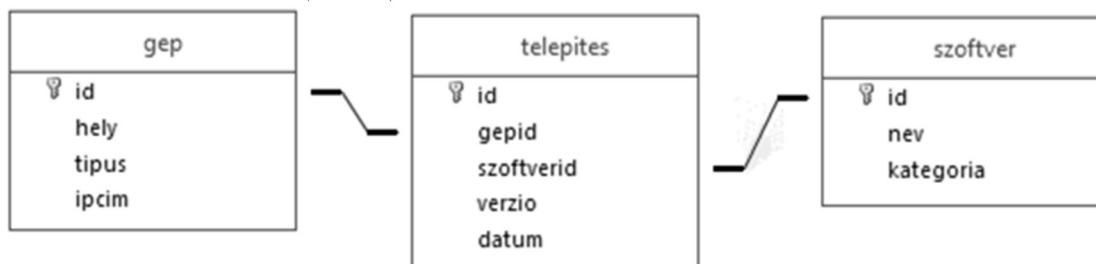 gep
id
hely
tipus
ipcim
telepites
id
gepid
szoftverid
verzio
datum
szoftver
id
nev
kategoria